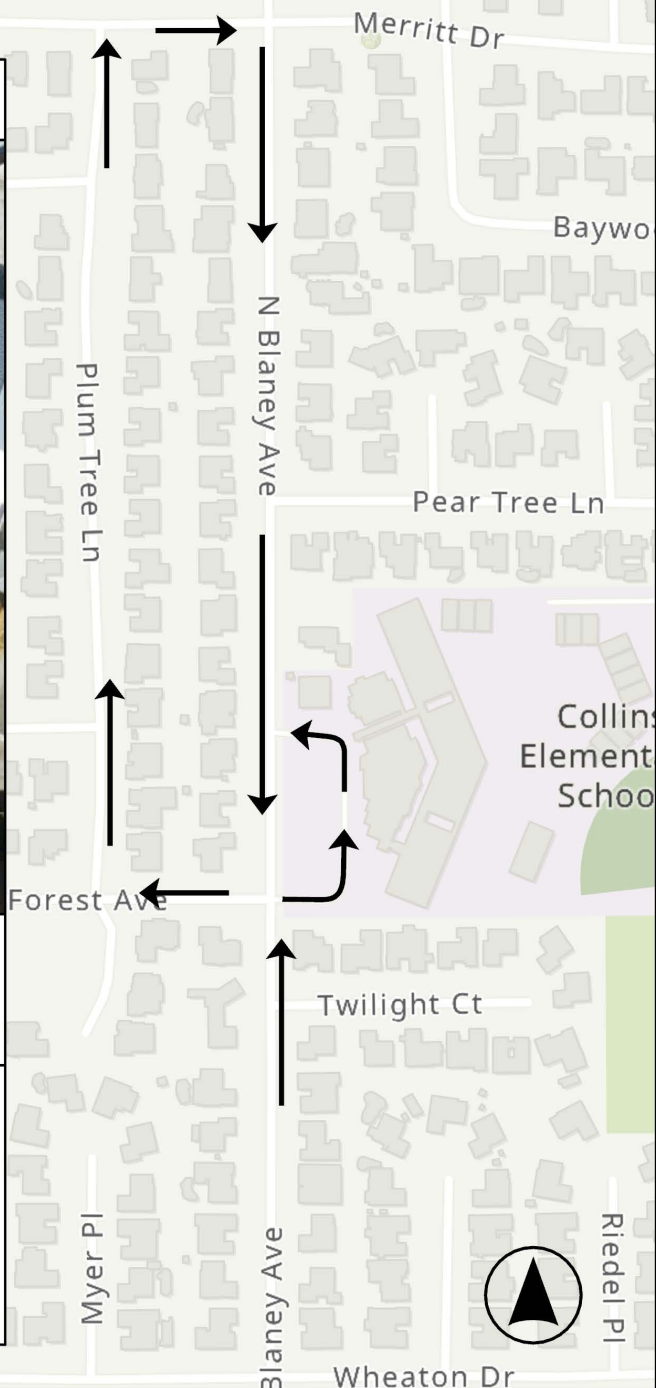 Merritt Dr
Baywo
N Blaney Ave
Plum Tree Ln
Pear Tree Ln
Collins
Element
Schoo
Forest Ave
Twilight Ct
Myer Pl
Blaney Ave
Riedel Pl
Wheaton Dr